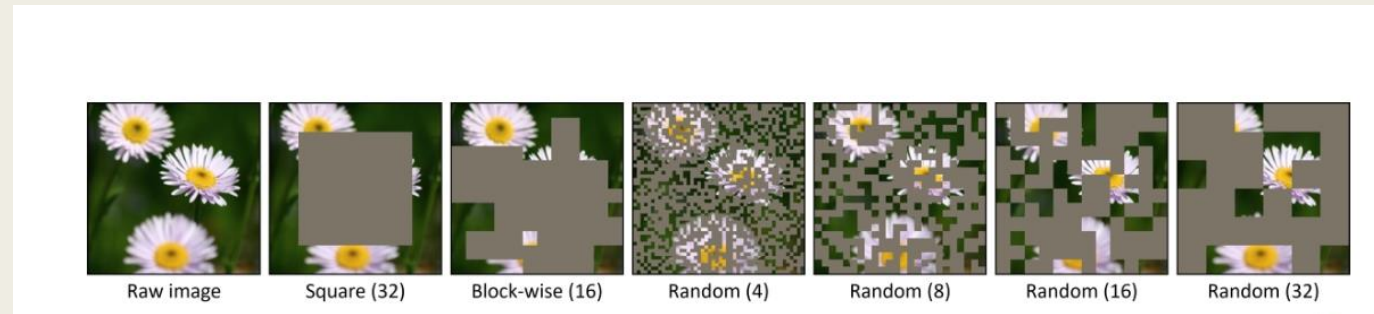 Raw image Square (32) Block-wise (16) Random (4) Random (8) Random (16) Random (32)